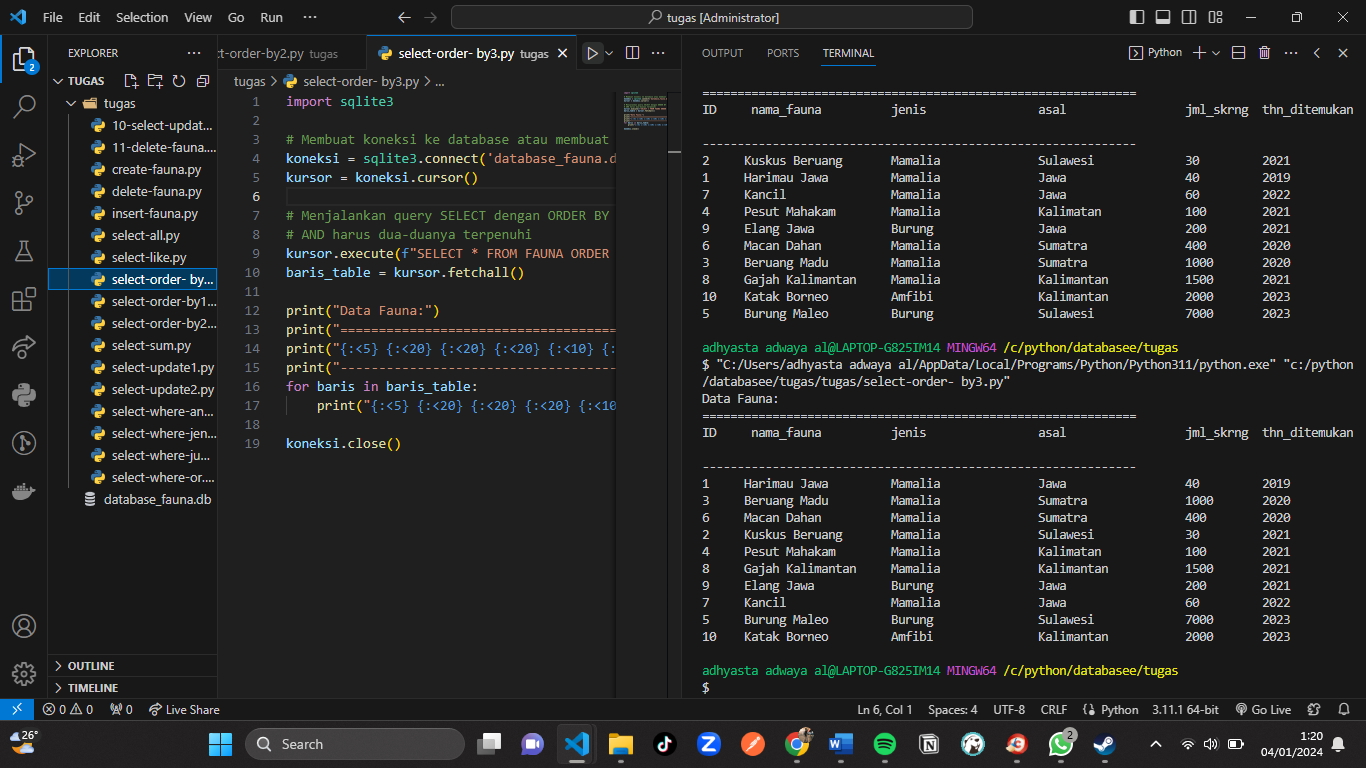 File Edit Selection View Go Run ··· tugas [Administrator]
EXPLORER ···
TUGAS
tugas
10-select-updat...
11-delete-fauna....
create-fauna.py
delete-fauna.py
insert-fauna.py
select-all.py
select-like.py
select-order- by...
select-order-by1...
select-order-by2...
select-sum.py
select-update1.py
select-update2.py
select-where-an...
select-where-jen...
select-where-ju...
select-where-or....
database_fauna.db
OUTLINE
TIMELINE
2
ct-order-by2.py tugas select-order- by3.py tugas
tugas > select-order- by3.py > ...
1 import sqlite3
2
3 # Membuat koneksi ke database atau membuat
4 koneksi = sqlite3.connect('database_fauna.d
5 kursor = koneksi.cursor()
6
7 # Menjalankan query SELECT dengan ORDER BY
8 # AND harus dua-duanya terpenuhi
9 kursor.execute(f"SELECT * FROM FAUNA ORDER
10 baris_table = kursor.fetchall()
11
12 print("Data Fauna:")
13 print("====================================
14 print("{:<5} {:<20} {:<20} {:<20} {:<10} {:
15 print("------------------------------------
16 for baris in baris_table:
17 print("{:<5} {:<20} {:<20} {:<20} {:<10
18
19 koneksi.close()
OUTPUT PORTS TERMINAL Python
==============================================================
ID nama_fauna jenis asal jml_skrng thn_ditemukan
--------------------------------------------------------------
2 Kuskus Beruang Mamalia Sulawesi 30 2021
1 Harimau Jawa Mamalia Jawa 40 2019
7 Kancil Mamalia Jawa 60 2022
4 Pesut Mahakam Mamalia Kalimatan 100 2021
9 Elang Jawa Burung Jawa 200 2021
6 Macan Dahan Mamalia Sumatra 400 2020
3 Beruang Madu Mamalia Sumatra 1000 2020
8 Gajah Kalimantan Mamalia Kalimantan 1500 2021
10 Katak Borneo Amfibi Kalimantan 2000 2023
5 Burung Maleo Burung Sulawesi 7000 2023
adhyasta adwaya al@LAPTOP-G825IM14 MINGW64 /c/python/databasee/tugas
$ "C:/Users/adhyasta adwaya al/AppData/Local/Programs/Python/Python311/python.exe" "c:/python
/databasee/tugas/tugas/select-order- by3.py"
Data Fauna:
==============================================================
ID nama_fauna jenis asal jml_skrng thn_ditemukan
--------------------------------------------------------------
1 Harimau Jawa Mamalia Jawa 40 2019
3 Beruang Madu Mamalia Sumatra 1000 2020
6 Macan Dahan Mamalia Sumatra 400 2020
2 Kuskus Beruang Mamalia Sulawesi 30 2021
4 Pesut Mahakam Mamalia Kalimatan 100 2021
8 Gajah Kalimantan Mamalia Kalimantan 1500 2021
9 Elang Jawa Burung Jawa 200 2021
7 Kancil Mamalia Jawa 60 2022
5 Burung Maleo Burung Sulawesi 7000 2023
10 Katak Borneo Amfibi Kalimantan 2000 2023
adhyasta adwaya al@LAPTOP-G825IM14 MINGW64 /c/python/databasee/tugas
$
0 0 0 Live Share Ln 6, Col 1 Spaces: 4 UTF-8 CRLF Python 3.11.1 64-bit Go Live
26° Search 2 1:20
04/01/2024